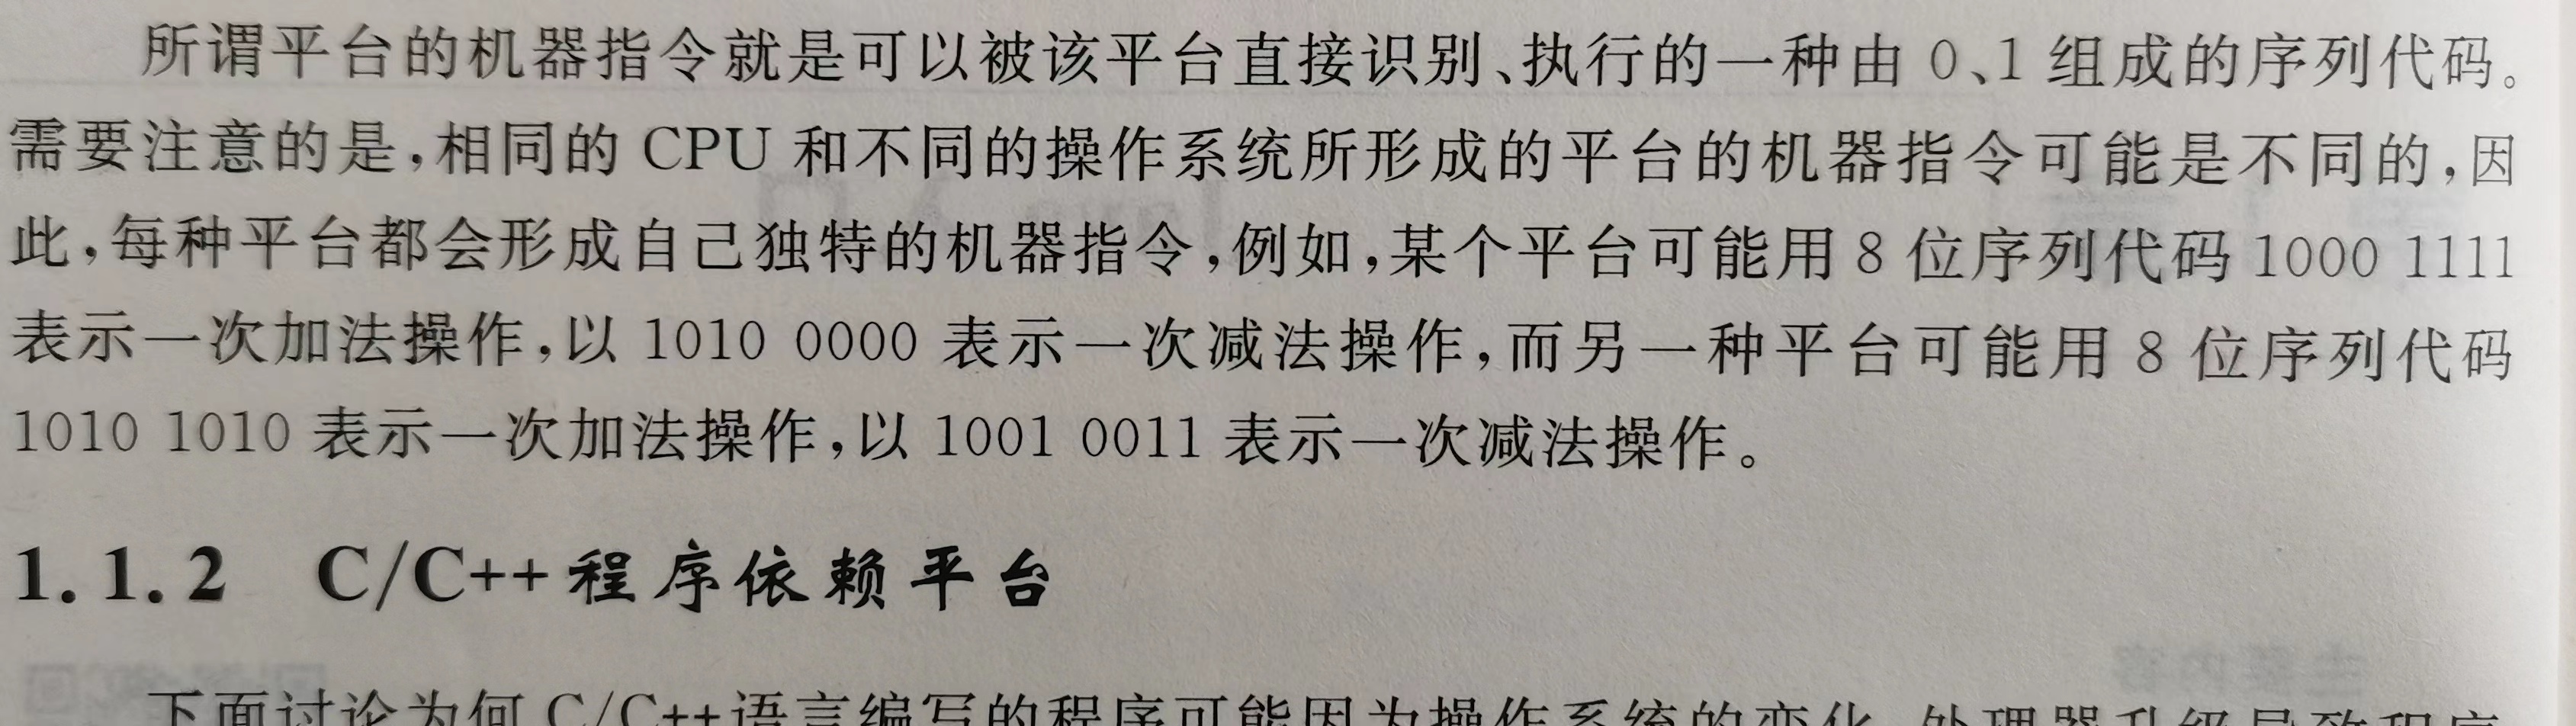 所谓平台的机器指令就是可以被该平台直接识别、执行的一种由 0、1 组成的序列代码。
需要注意的是，相同的 CPU 和不同的操作系统所形成的平台的机器指令可能是不同的，因
此，每种平台都会形成自己独特的机器指令，例如，某个平台可能用 8 位序列代码 1000 1111
表示一次加法操作，以 1010 0000 表示一次减法操作，而另一种平台可能用 8 位序列代码
1010 1010 表示一次加法操作，以 1001 0011 表示一次减法操作。
1.1.2 C/C++程序依赖平台
下面讨论为何 C/C++语言编写的程序可能因为操作系统的变化、处理器升级导致程序